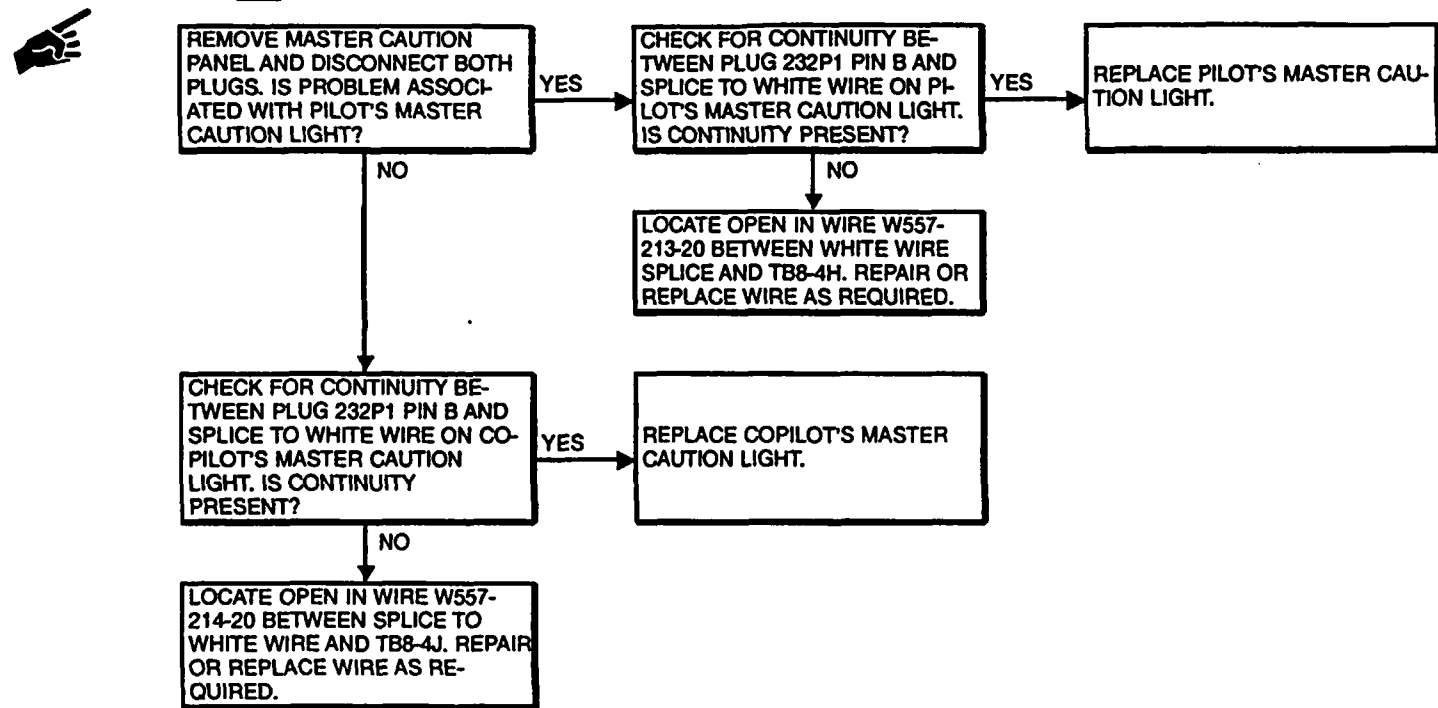 REMOVE MASTER CAUTION
PANEL AND DISCONNECT BOTH
PLUGS. IS PROBLEM ASSOCI-
ATED WITH PILOT'S MASTER
CAUTION LIGHT?
YES
CHECK FOR CONTINUITY BE-
TWEEN PLUG 232P1 PIN B AND
SPLICE TO WHITE WIRE ON PI-
LOT'S MASTER CAUTION LIGHT.
IS CONTINUITY PRESENT?
YES
REPLACE PILOT'S MASTER CAU-
TION LIGHT.
NO
NO
LOCATE OPEN IN WIRE W557-
213-20 BETWEEN WHITE WIRE
SPLICE AND TB8-4H. REPAIR OR
REPLACE WIRE AS REQUIRED.
CHECK FOR CONTINUITY BE-
TWEEN PLUG 232P1 PIN B AND
SPLICE TO WHITE WIRE ON CO-
PILOT'S MASTER CAUTION
LIGHT. IS CONTINUITY
PRESENT?
YES
REPLACE COPILOT'S MASTER
CAUTION LIGHT.
NO
LOCATE OPEN IN WIRE W557-
214-20 BETWEEN SPLICE TO
WHITE WIRE AND TB8-4J. REPAIR
OR REPLACE WIRE AS RE-
QUIRED.